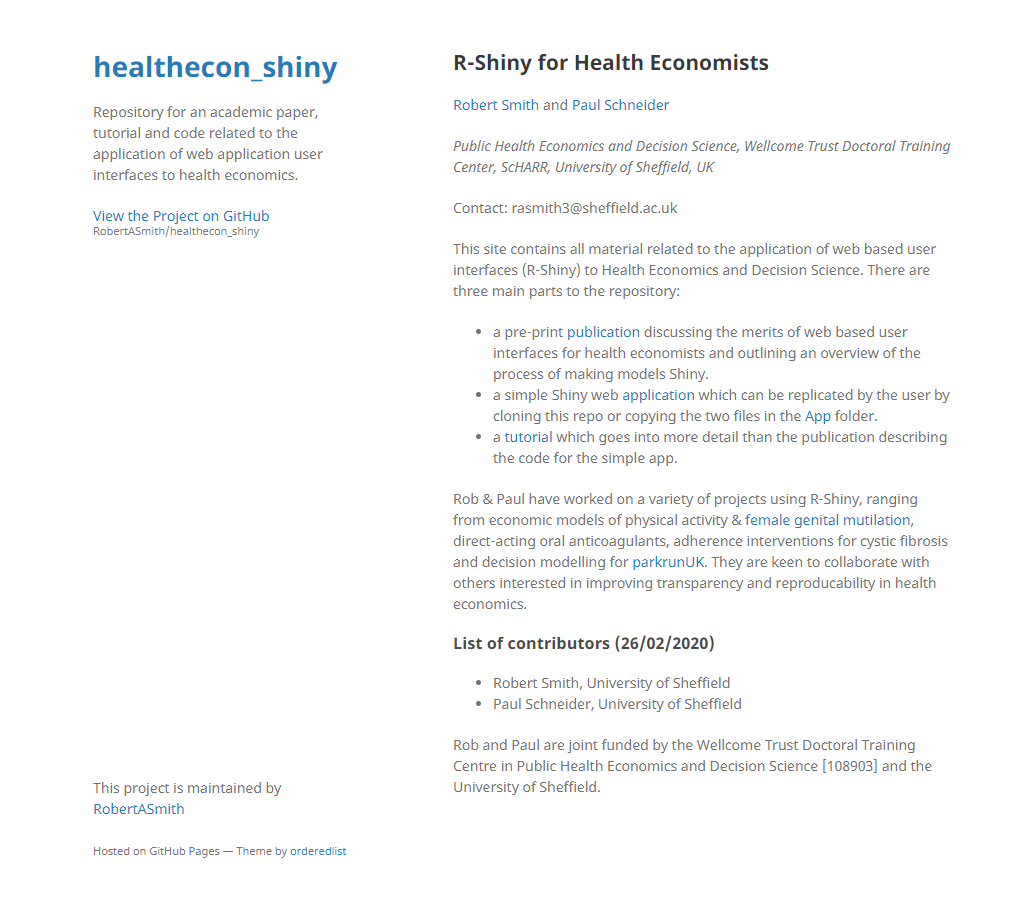 healthecon_shiny
Repository for an academic paper,
tutorial and code related to the
application of web application user
interfaces to health economics.
View the Project on GitHub
RobertASmith/healthecon_shiny
This project is maintained by
RobertASmith
Hosted on GitHub Pages — Theme by orderedlist
R-Shiny for Health Economists
Robert Smith and Paul Schneider
Public Health Economics and Decision Science, Wellcome Trust Doctoral Training
Center, ScHARR, University of Sheffield, UK
Contact: rasmith3@sheffield.ac.uk
This site contains all material related to the application of web based user
interfaces (R-Shiny) to Health Economics and Decision Science. There are
three main parts to the repository:
• a pre-print publication discussing the merits of web based user
interfaces for health economists and outlining an overview of the
process of making models Shiny.
• a simple Shiny web application which can be replicated by the user by
cloning this repo or copying the two files in the App folder.
• a tutorial which goes into more detail than the publication describing
the code for the simple app.
Rob & Paul have worked on a variety of projects using R-Shiny, ranging
from economic models of physical activity & female genital mutilation,
direct-acting oral anticoagulants, adherence interventions for cystic fibrosis
and decision modelling for parkrunUK. They are keen to collaborate with
others interested in improving transparency and reproducability in health
economics.
List of contributors (26/02/2020)
• Robert Smith, University of Sheffield
• Paul Schneider, University of Sheffield
Rob and Paul are joint funded by the Wellcome Trust Doctoral Training
Centre in Public Health Economics and Decision Science [108903] and the
University of Sheffield.